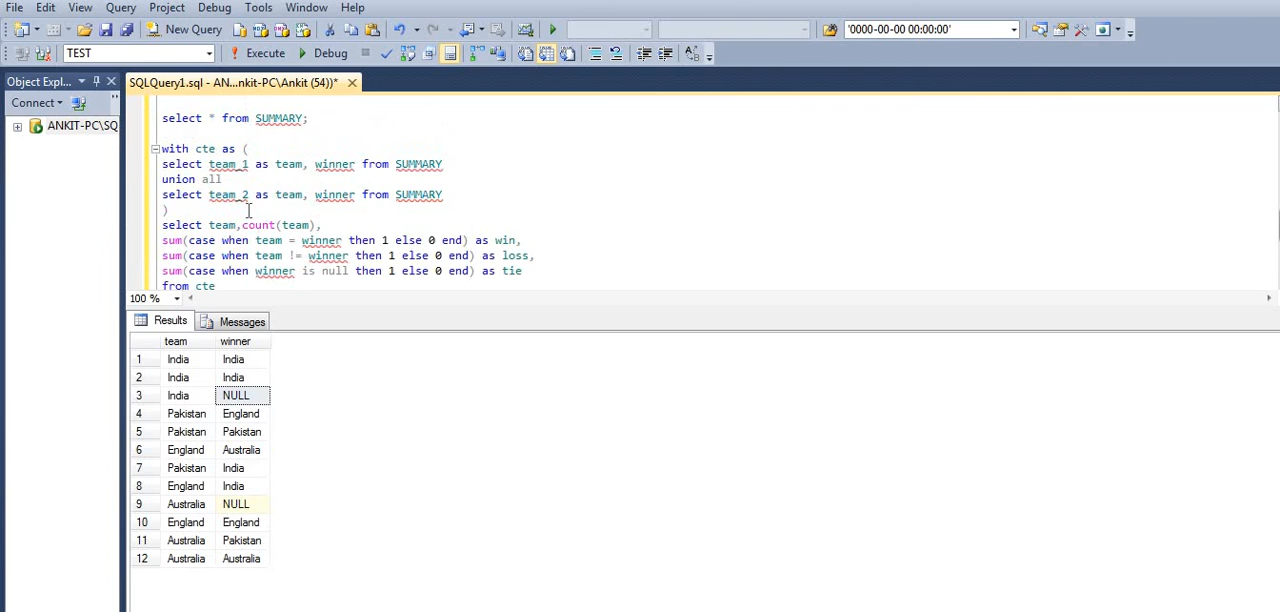 File Edit View Query Project Debug Tools Window Help
New Query '0000-00-00 00:00:00'
TEST ! Execute Debug
Object Expl... SQLQuery1.sql - AN...nkit-PC\Ankit (54))*
Connect
ANKIT-PC\SQ
select * from SUMMARY;
with cte as (
select team_1 as team, winner from SUMMARY
union all
select team_2 as team, winner from SUMMARY
)
select team,count(team),
sum(case when team = winner then 1 else 0 end) as win,
sum(case when team != winner then 1 else 0 end) as loss,
sum(case when winner is null then 1 else 0 end) as tie
from cte
100 %
Results Messages
team winner
1 India India
2 India India
3 India NULL
4 Pakistan England
5 Pakistan Pakistan
6 England Australia
7 Pakistan India
8 England India
9 Australia NULL
10 England England
11 Australia Pakistan
12 Australia Australia